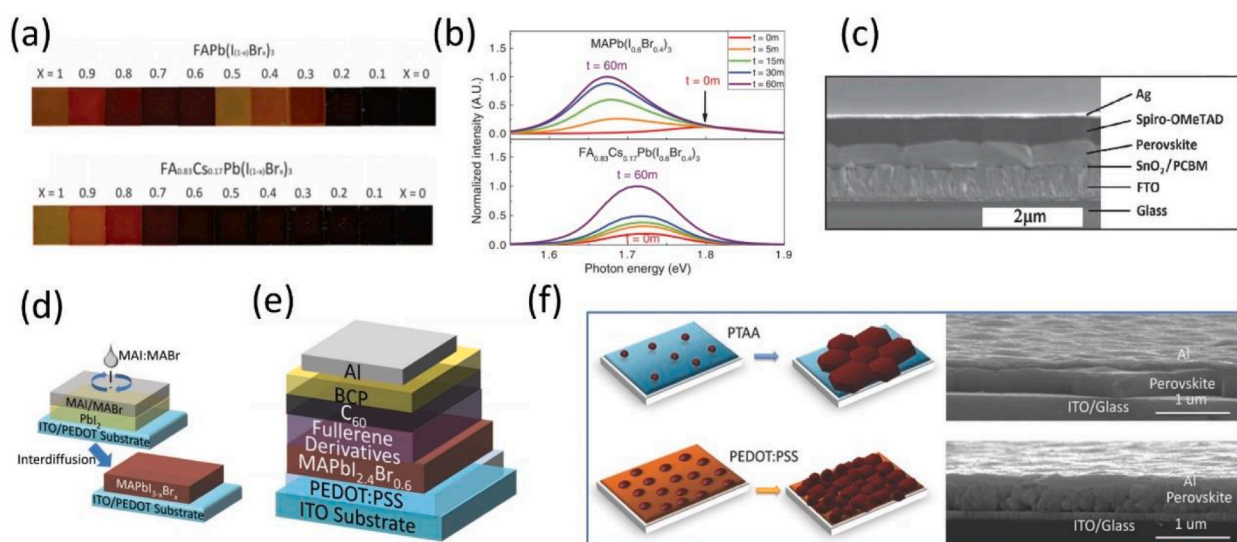 (a)
FAPb(I(1-x)Brx)3
X = 1 0.9 0.8 0.7 0.6 0.5 0.4 0.3 0.2 0.1 X= 0
FA0.83Cs0.17Pb(I(1-x)Brx)3
X = 1 0.9 0.8 0.7 0.6 0.5 0.4 0.3 0.2 0.1 X = 0
(b)
MAPb(I0.6Br0.4)3
t = 0m
t = 5m
t = 15m
t = 30m
t = 60m
t = 60m
t = 0m
1.0
0.5
0.0
FA0.83Cs0.17Pb(I0.6Br0.4)3
t = 60m
t = 0m
1.0
0.5
0.0
1.6 1.7 1.8 1.9
Normalized intensity (A.U.)
Photon energy (eV)
(c)
Ag
Spiro-OMeTAD
Perovskite
SnO2/PCBM
FTO
Glass
2μm
(d)
MAI:MABr
MAI/MABr
PbI2
ITO/PEDOT Substrate
Interdiffusion
MAPbI3-xBrx
ITO/PEDOT Substrate
(e)
Al
BCP
C60
Fullerene
Derivatives
MAPbI2.4Br0.6
PEDOT:PSS
ITO Substrate
(f)
PTAA
Al
Perovskite
ITO/Glass
1 um
PEDOT:PSS
Al
Perovskite
ITO/Glass
1 um